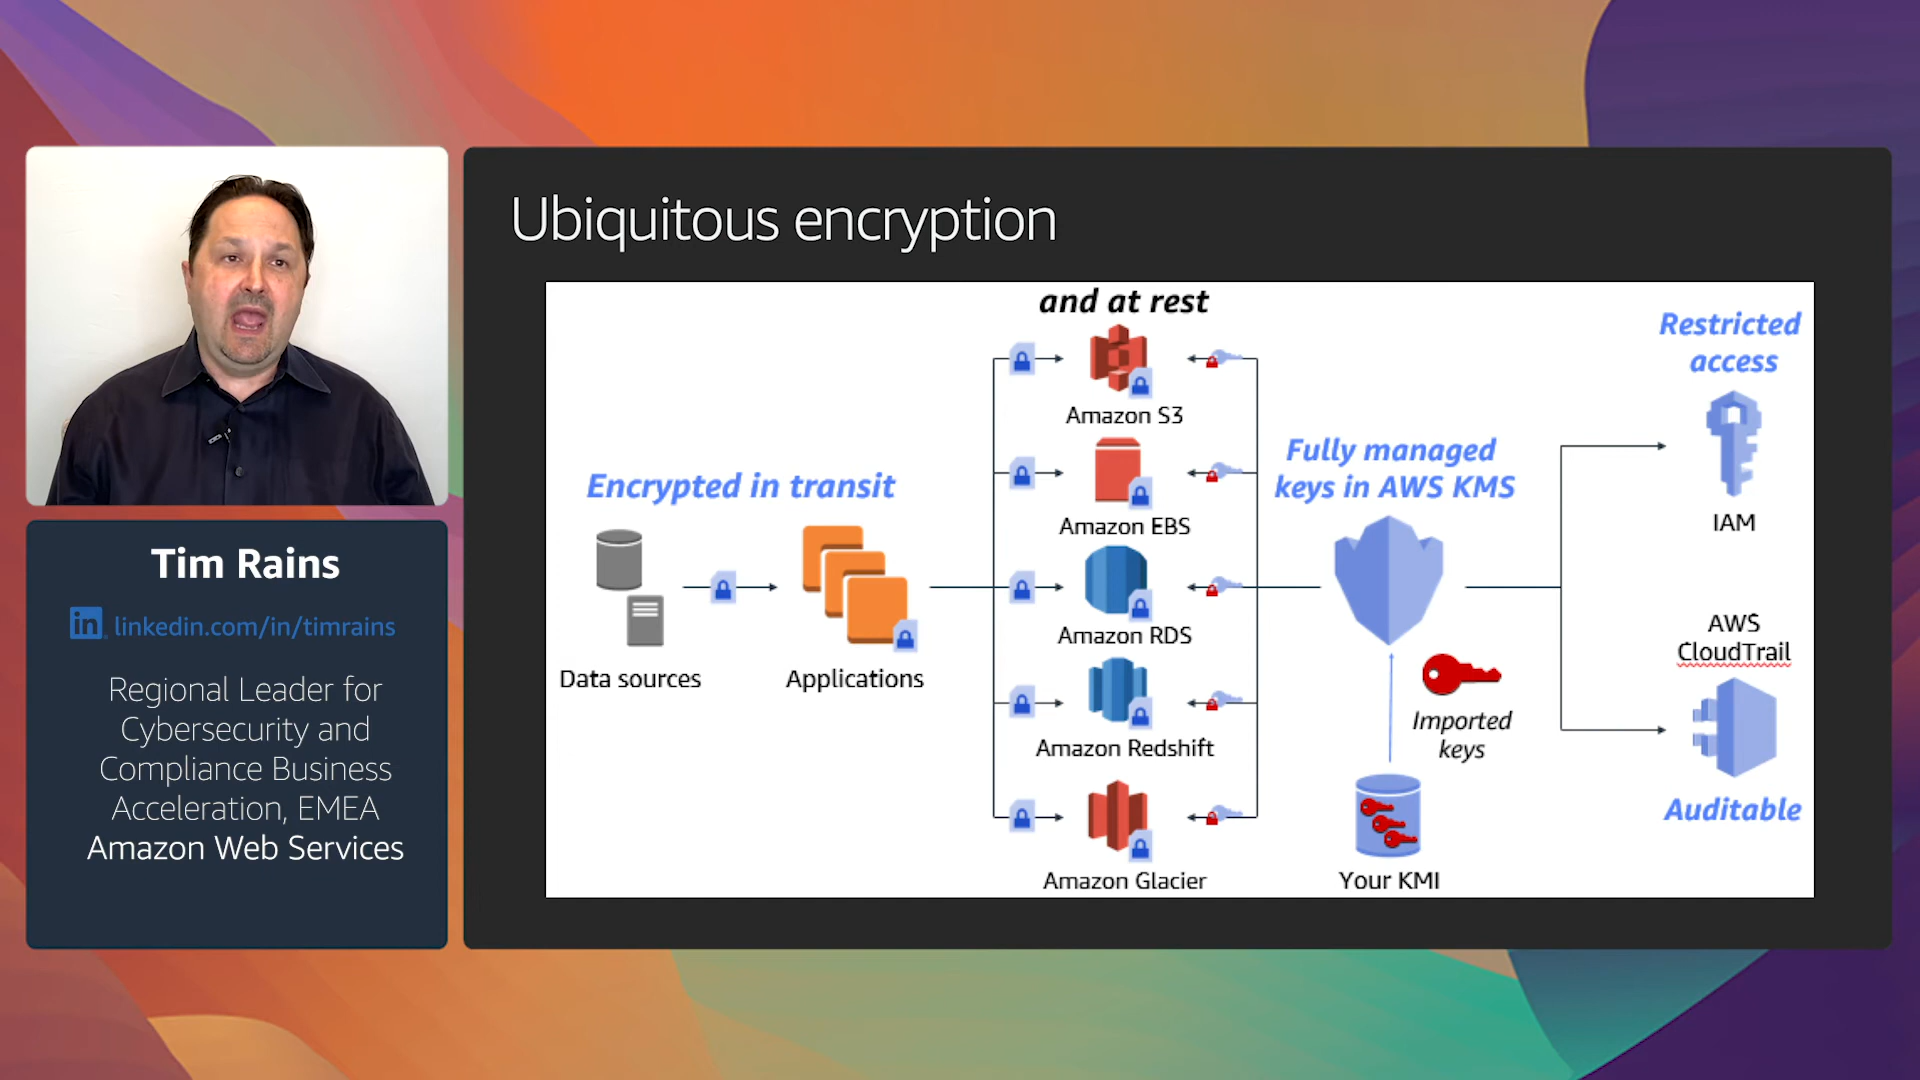 Ubiquitous encryption
Tim Rains
in linkedin.com/in/timrains
Regional Leader for
Cybersecurity and
Compliance Business
Acceleration, EMEA
Amazon Web Services
Encrypted in transit
Data sources
Applications
and at rest
Amazon S3
Amazon EBS
Amazon RDS
Amazon Redshift
Amazon Glacier
Fully managed
keys in AWS KMS
Imported
keys
Your KMI
Restricted
access
IAM
AWS
CloudTrail
Auditable